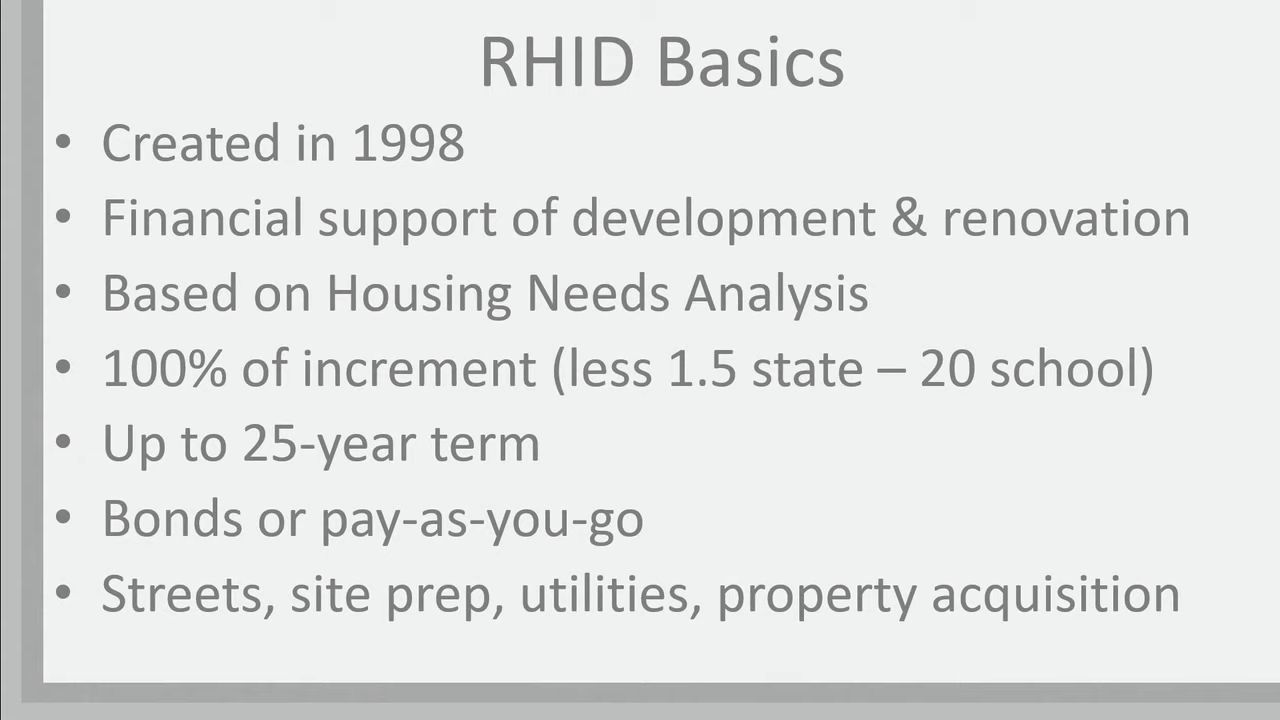 RHID Basics
• Created in 1998
• Financial support of development & renovation
• Based on Housing Needs Analysis
• 100% of increment (less 1.5 state – 20 school)
• Up to 25-year term
• Bonds or pay-as-you-go
• Streets, site prep, utilities, property acquisition